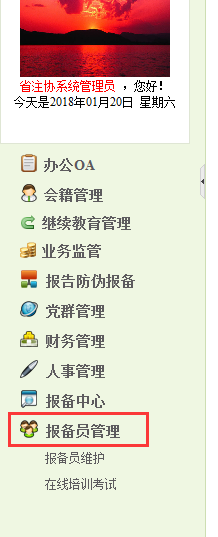 省注协系统管理员 ，您好！
今天是2018年01月20日 星期六
办公OA
会籍管理
继续教育管理
业务监管
报告防伪报备
党群管理
财务管理
人事管理
报备中心
报备员管理
报备员维护
在线培训考试